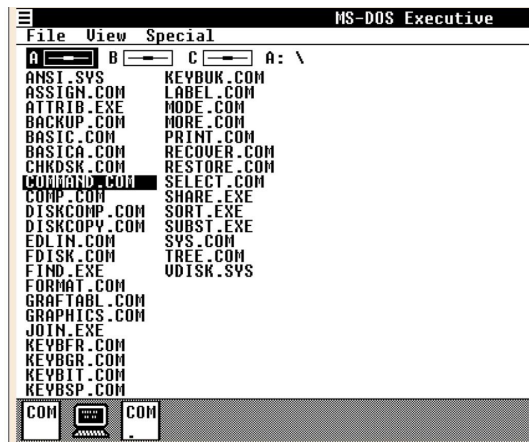 MS-DOS Executive
File View Special
A B C A: \
ANSI.SYS
ASSIGN.COM
ATTRIB.EXE
BACKUP.COM
BASIC.COM
BASICA.COM
CHKDSK.COM
COMMAND.COM
COMP.COM
DISKCOMP.COM
DISKCOPY.COM
EDLIN.COM
FDISK.COM
FIND.EXE
FORMAT.COM
GRAFTABL.COM
GRAPHICS.COM
JOIN.EXE
KEYBFR.COM
KEYBGR.COM
KEYBIT.COM
KEYBSP.COM
KEYBUK.COM
LABEL.COM
MODE.COM
MORE.COM
PRINT.COM
RECOVER.COM
RESTORE.COM
SELECT.COM
SHARE.EXE
SORT.EXE
SUBST.EXE
SYS.COM
TREE.COM
VDISK.SYS
COM COM
.